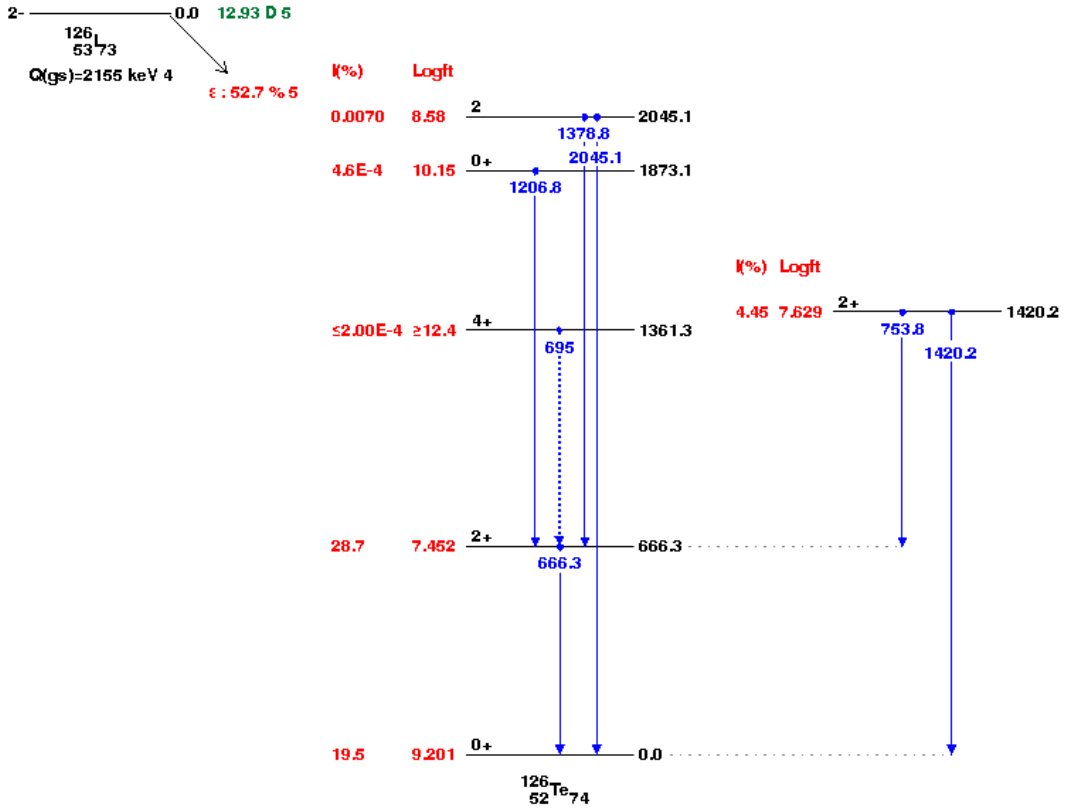 2- 0.0 12.93 D 5
126
53 I 73
Q(gs)=2155 keV 4
ε : 52.7 % 5
I(%) Logft
0.0070 8.58 2 2045.1
1378.8
2045.1
4.6E-4 10.15 0+ 1873.1
1206.8
I(%) Logft
4.45 7.629 2+ 1420.2
≤2.00E-4 ≥12.4 4+ 1361.3
753.8
695
1420.2
28.7 7.452 2+ 666.3
666.3
19.5 9.201 0+ 0.0
126
52 Te 74